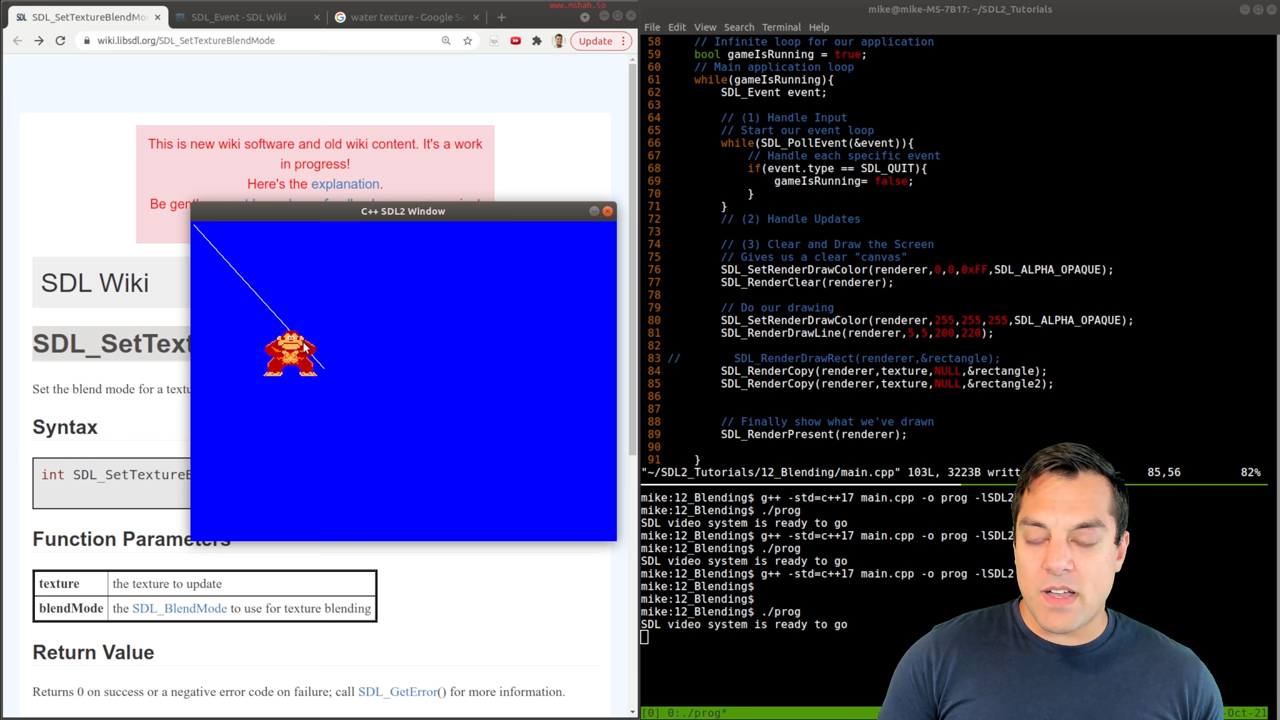 www.mshah.io
SDL_SetTextureBlendMo
SDL_Event - SDL Wiki
water texture - Google Se
wiki.libsdl.org/SDL_SetTextureBlendMode
Update
This is new wiki software and old wiki content. It's a work
in progress!
Here's the explanation.
Be gen
SDL Wiki
SDL_SetText
Set the blend mode for a textu
Syntax
int SDL_SetTextureB
Function Parameters
texture the texture to update
blendMode the SDL_BlendMode to use for texture blending
Return Value
Returns 0 on success or a negative error code on failure; call SDL_GetError() for more information.
C++ SDL2 Window
mike@mike-MS-7B17: ~/SDL2_Tutorials
File Edit View Search Terminal Help
58 // Infinite loop for our application
59 bool gameIsRunning = true;
60 // Main application loop
61 while(gameIsRunning){
62 SDL_Event event;
63
64 // (1) Handle Input
65 // Start our event loop
66 while(SDL_PollEvent(&event)){
67 // Handle each specific event
68 if(event.type == SDL_QUIT){
69 gameIsRunning= false;
70 }
71 }
72 // (2) Handle Updates
73
74 // (3) Clear and Draw the Screen
75 // Gives us a clear "canvas"
76 SDL_SetRenderDrawColor(renderer,0,0,0xFF,SDL_ALPHA_OPAQUE);
77 SDL_RenderClear(renderer);
78
79 // Do our drawing
80 SDL_SetRenderDrawColor(renderer,255,255,255,SDL_ALPHA_OPAQUE);
81 SDL_RenderDrawLine(renderer,5,5,200,220);
82
83 // SDL_RenderDrawRect(renderer,&rectangle);
84 SDL_RenderCopy(renderer,texture,NULL,&rectangle);
85 SDL_RenderCopy(renderer,texture,NULL,&rectangle2);
86
87
88 // Finally show what we've drawn
89 SDL_RenderPresent(renderer);
90
91 }
"~/SDL2_Tutorials/12_Blending/main.cpp" 103L, 3223B writt 85,56 82%
mike:12_Blending$ g++ -std=c++17 main.cpp -o prog -lSDL2
mike:12_Blending$ ./prog
SDL video system is ready to go
mike:12_Blending$ g++ -std=c++17 main.cpp -o prog -lSDL2
mike:12_Blending$ ./prog
SDL video system is ready to go
mike:12_Blending$ g++ -std=c++17 main.cpp -o prog -lSDL2
mike:12_Blending$
mike:12_Blending$
mike:12_Blending$ ./prog
SDL video system is ready to go
[0] 0:./prog* -Oct-21